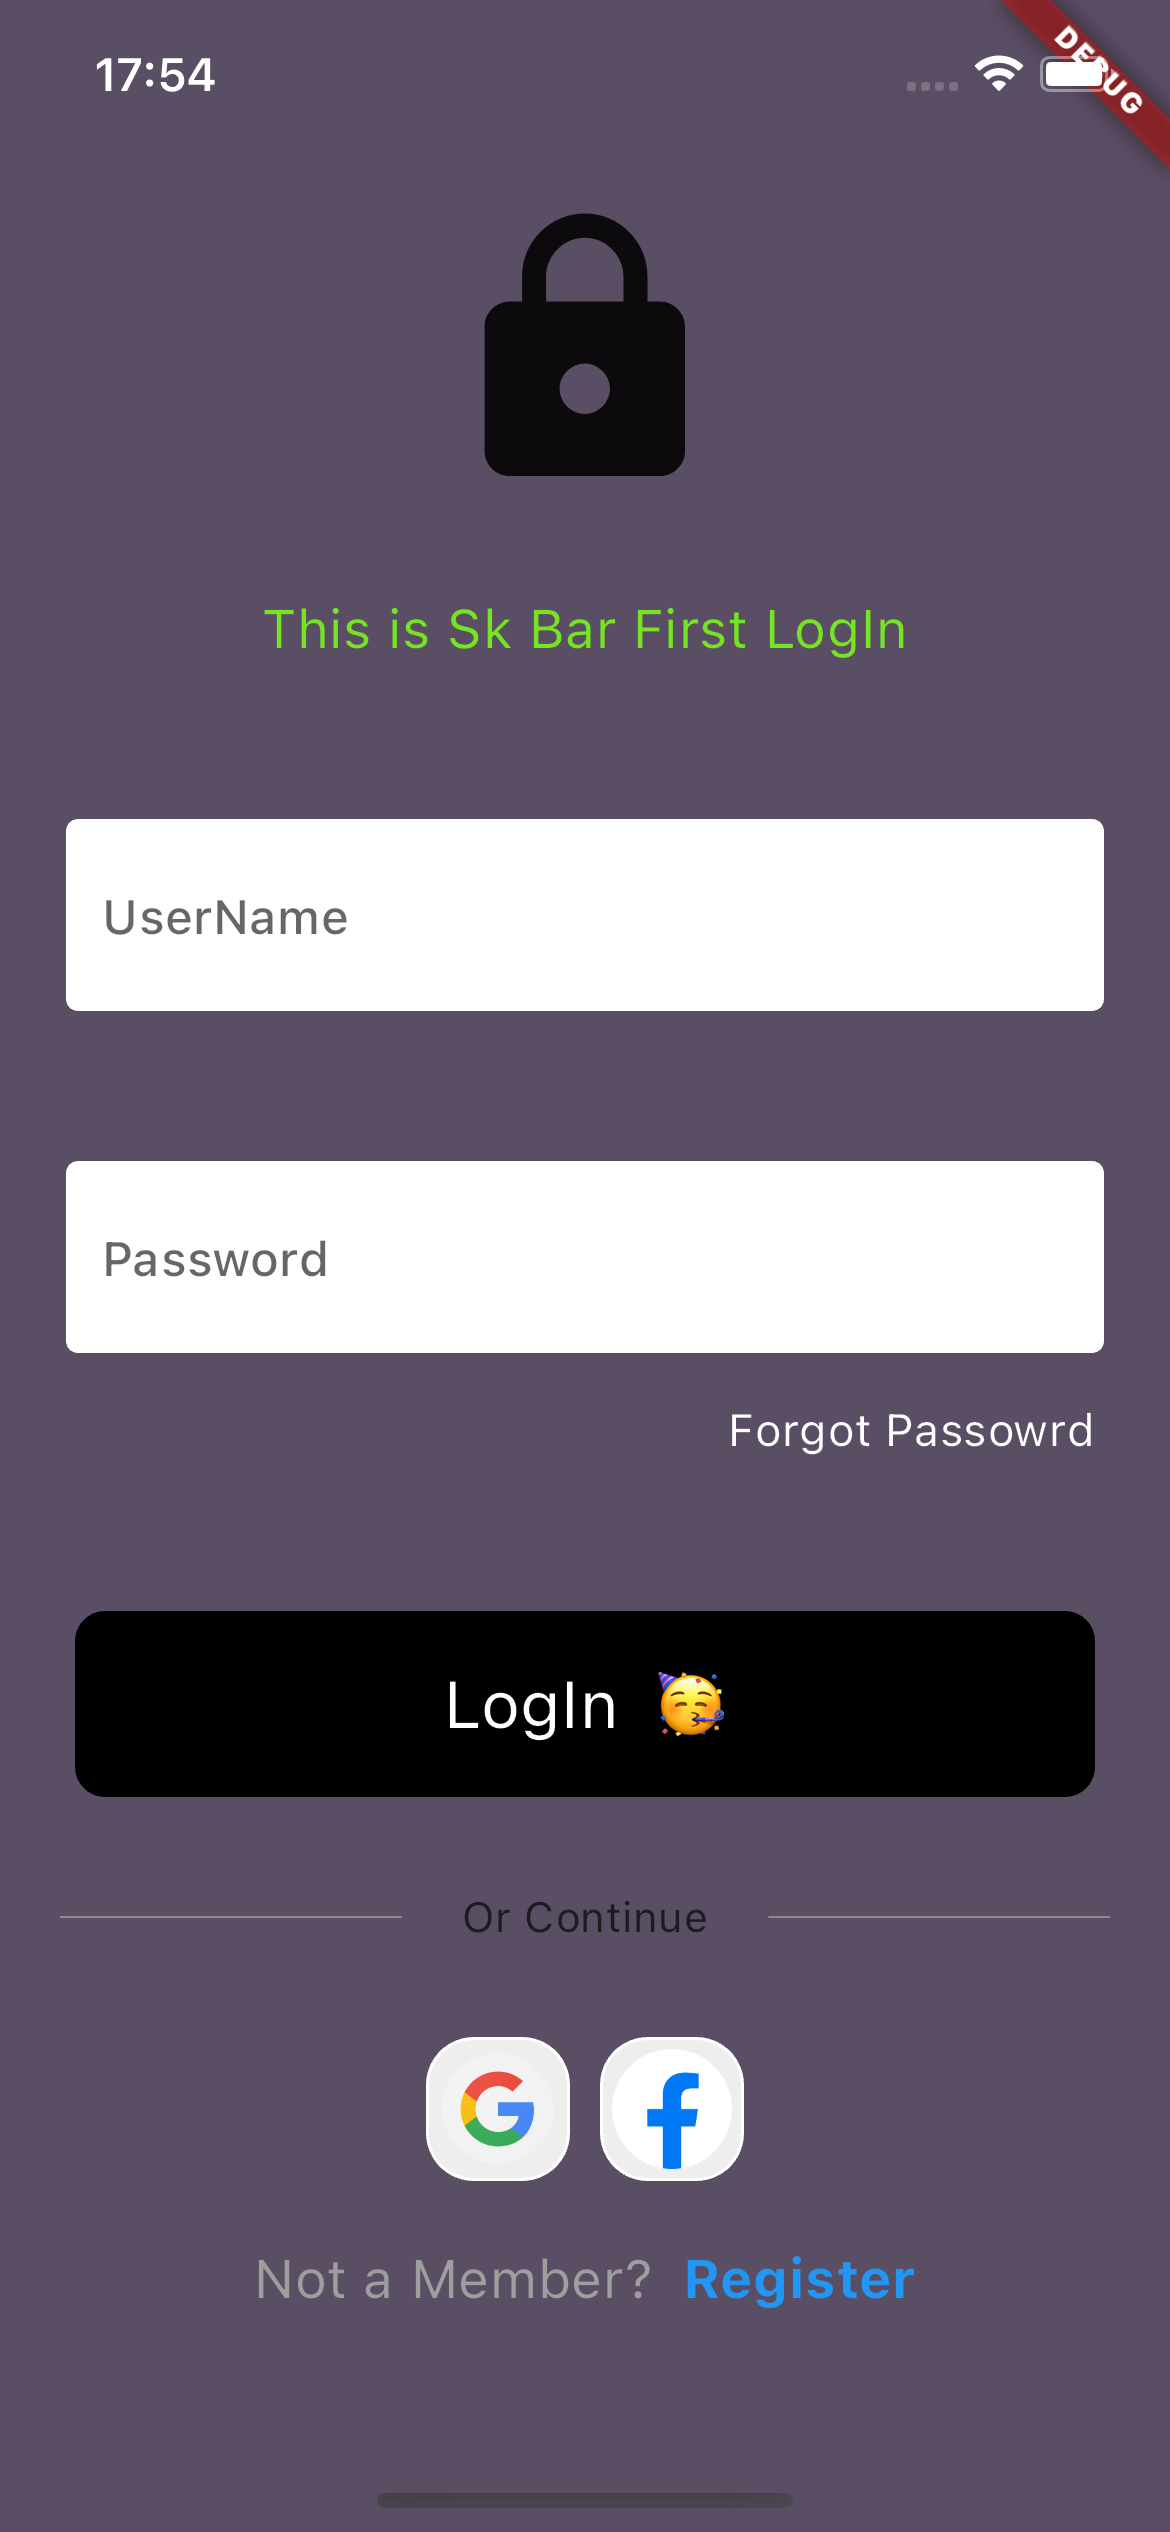 17:54
DEBUG
This is Sk Bar First LogIn
UserName
Password
Forgot Passowrd
LogIn 🥳
Or Continue
Not a Member? Register